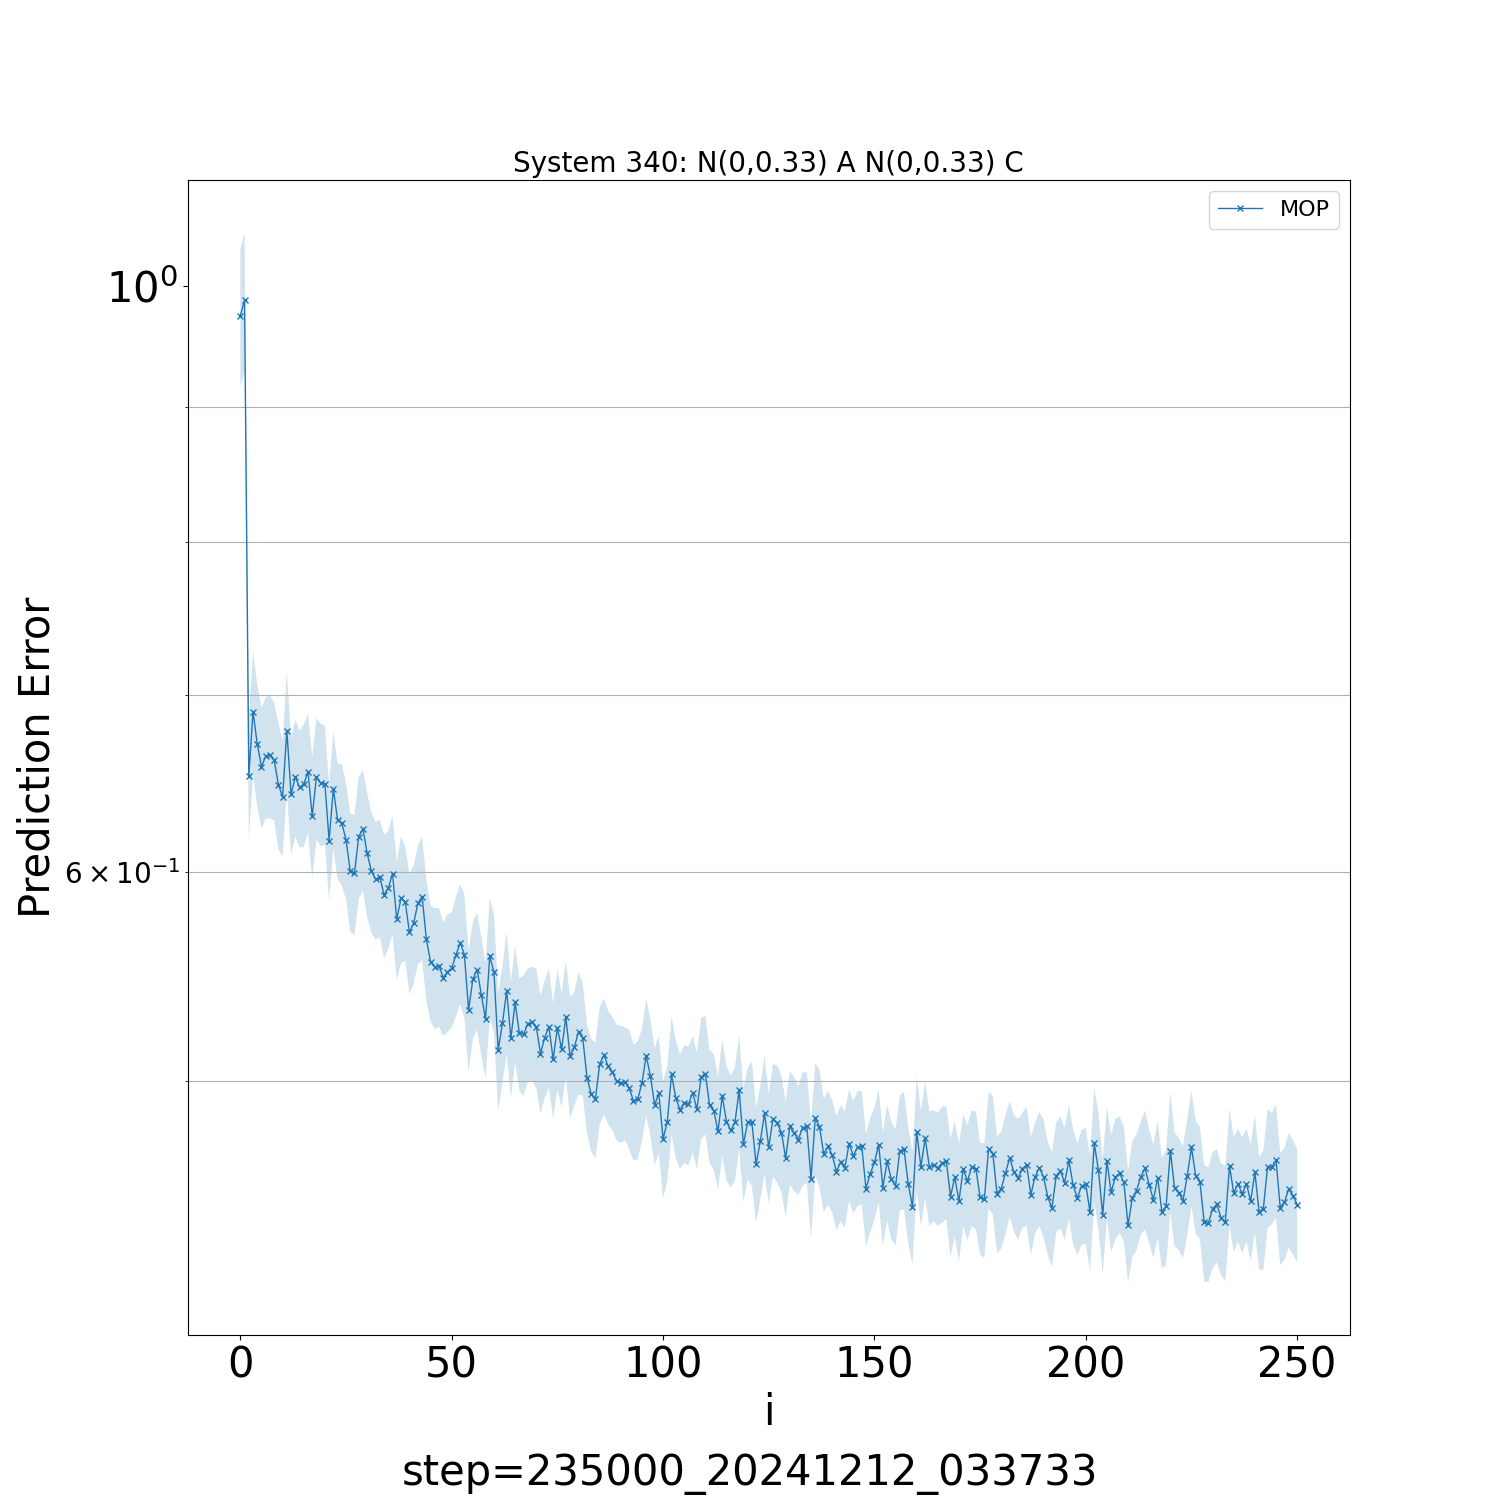 System 340: N(0,0.33) A N(0,0.33) C
MOP
10⁰
6 × 10⁻¹
Prediction Error
0 50 100 150 200 250
i
step=235000_20241212_033733